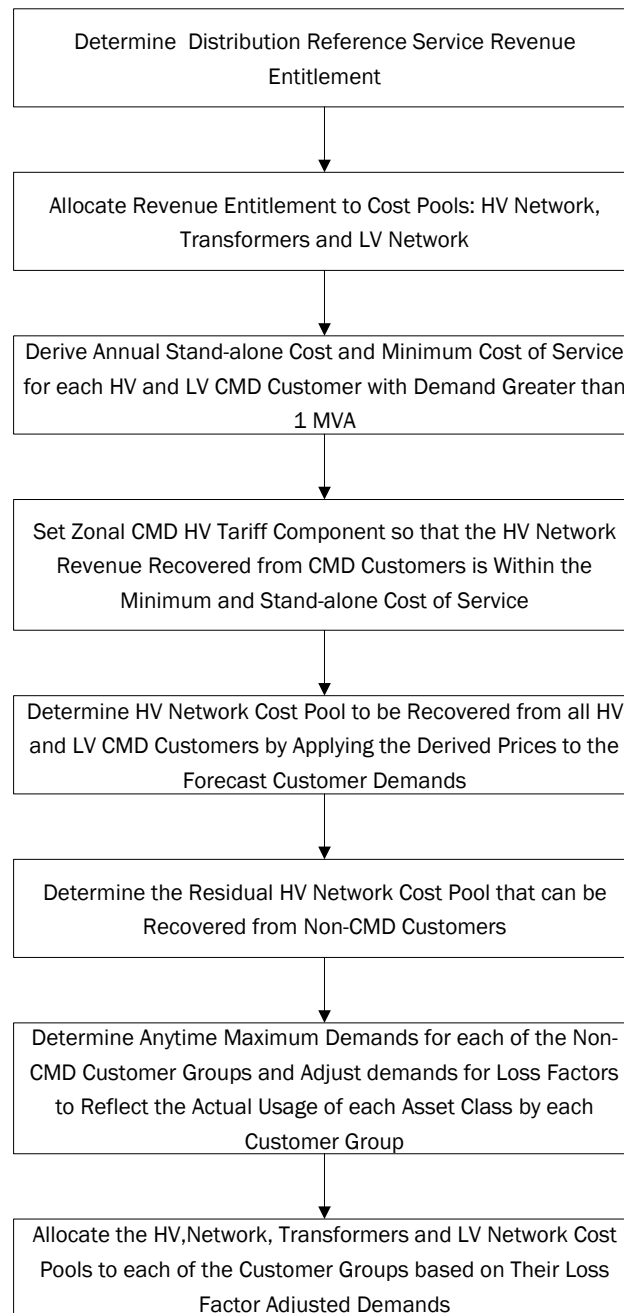 Determine  Distribution Reference Service Revenue
Entitlement
Allocate Revenue Entitlement to Cost Pools: HV Network,
Transformers and LV Network
Derive Annual Stand-alone Cost and Minimum Cost of Service
for each HV and LV CMD Customer with Demand Greater than
1 MVA
Set Zonal CMD HV Tariff Component so that the HV Network
Revenue Recovered from CMD Customers is Within the
Minimum and Stand-alone Cost of Service
Determine HV Network Cost Pool to be Recovered from all HV
and LV CMD Customers by Applying the Derived Prices to the
Forecast Customer Demands
Determine the Residual HV Network Cost Pool that can be
Recovered from Non-CMD Customers
Determine Anytime Maximum Demands for each of the Non-
CMD Customer Groups and Adjust demands for Loss Factors
to Reflect the Actual Usage of each Asset Class by each
Customer Group
Allocate the HV,Network, Transformers and LV Network Cost
Pools to each of the Customer Groups based on Their Loss
Factor Adjusted Demands